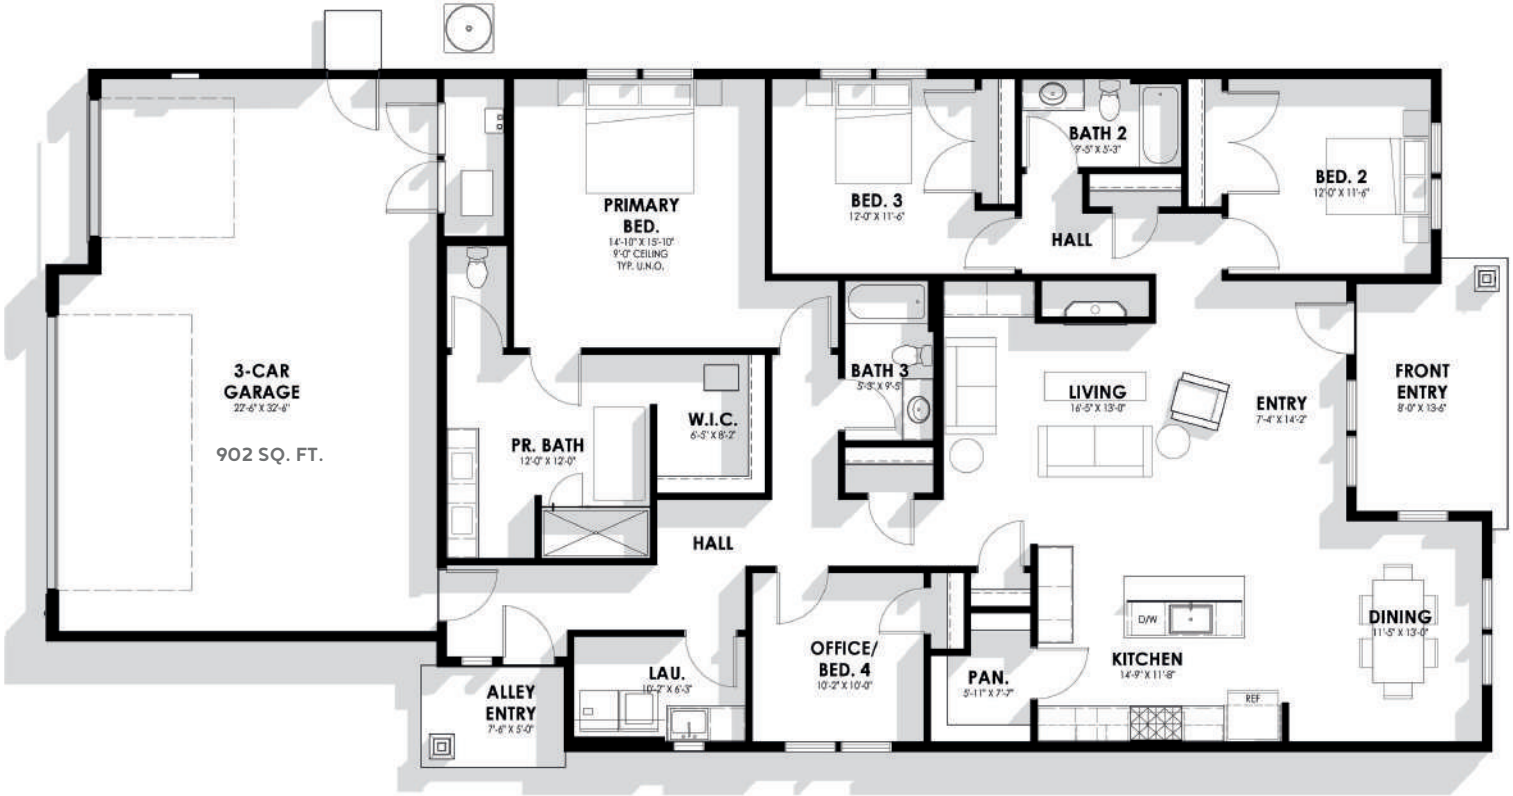 3-CAR
GARAGE
22'-6" X 32'-6"
902 SQ. FT.
PRIMARY
BED.
14'-10" X 15'-10"
9'-0" CEILING
TYP. U.N.O.
BED. 3
12'-0" X 11'-6"
BATH 2
9'-5" X 5'-3"
HALL
BED. 2
12'-0" X 11'-6"
PR. BATH
12'-0" X 12'-0"
W.I.C.
6'-5" X 8'-2"
BATH 3
5'-3" X 9'-5"
LIVING
16'-5" X 13'-0"
ENTRY
7'-4" X 14'-2"
FRONT
ENTRY
8'-0" X 13'-6"
HALL
ALLEY
ENTRY
7'-6" X 5'-0"
LAU.
10'-2" X 6'-3"
OFFICE/
BED. 4
10'-2" X 10'-0"
PAN.
5'-11" X 7'-7"
D/W
KITCHEN
14'-9" X 11'-8"
REF
DINING
11'-5" X 13'-0"